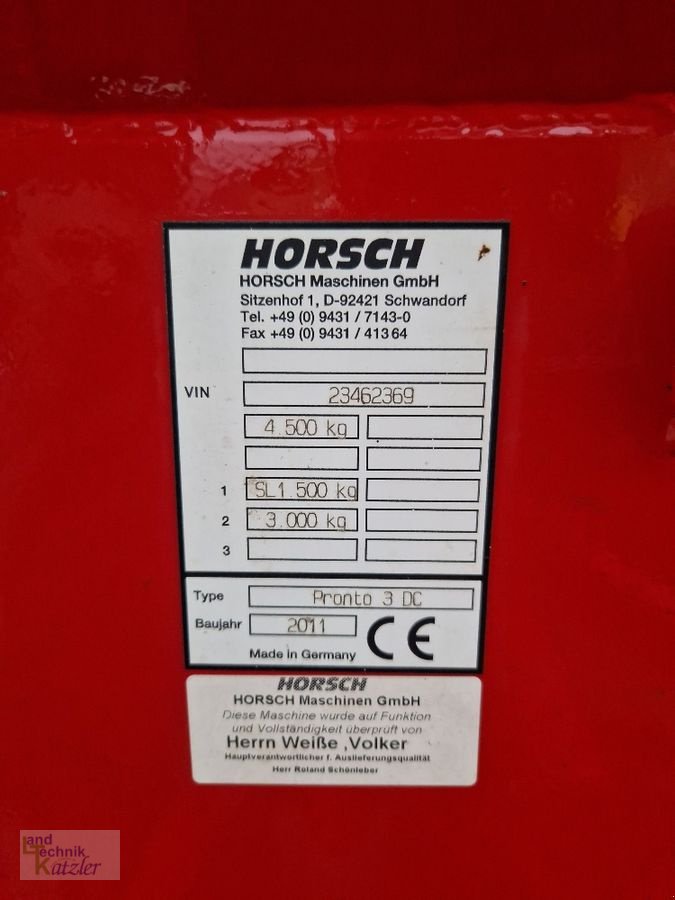 HORSCH
HORSCH Maschinen GmbH
Sitzenhof 1, D-92421 Schwandorf
Tel. +49 (0) 9431 / 7143-0
Fax +49 (0) 9431 / 41364
VIN 23462369
4.500 kg
1 SL1.500 kg
2 3.000 kg
3
Type Pronto 3 DC
Baujahr 2011 CE
Made in Germany
HORSCH
HORSCH Maschinen GmbH
Diese Maschine wurde auf Funktion
und Vollständigkeit überprüft von
Herrn Weiße ,Volker
Hauptverantwortlicher f. Auslieferungsqualität
Herr Roland Schönleber
Land
Technik
Katzler